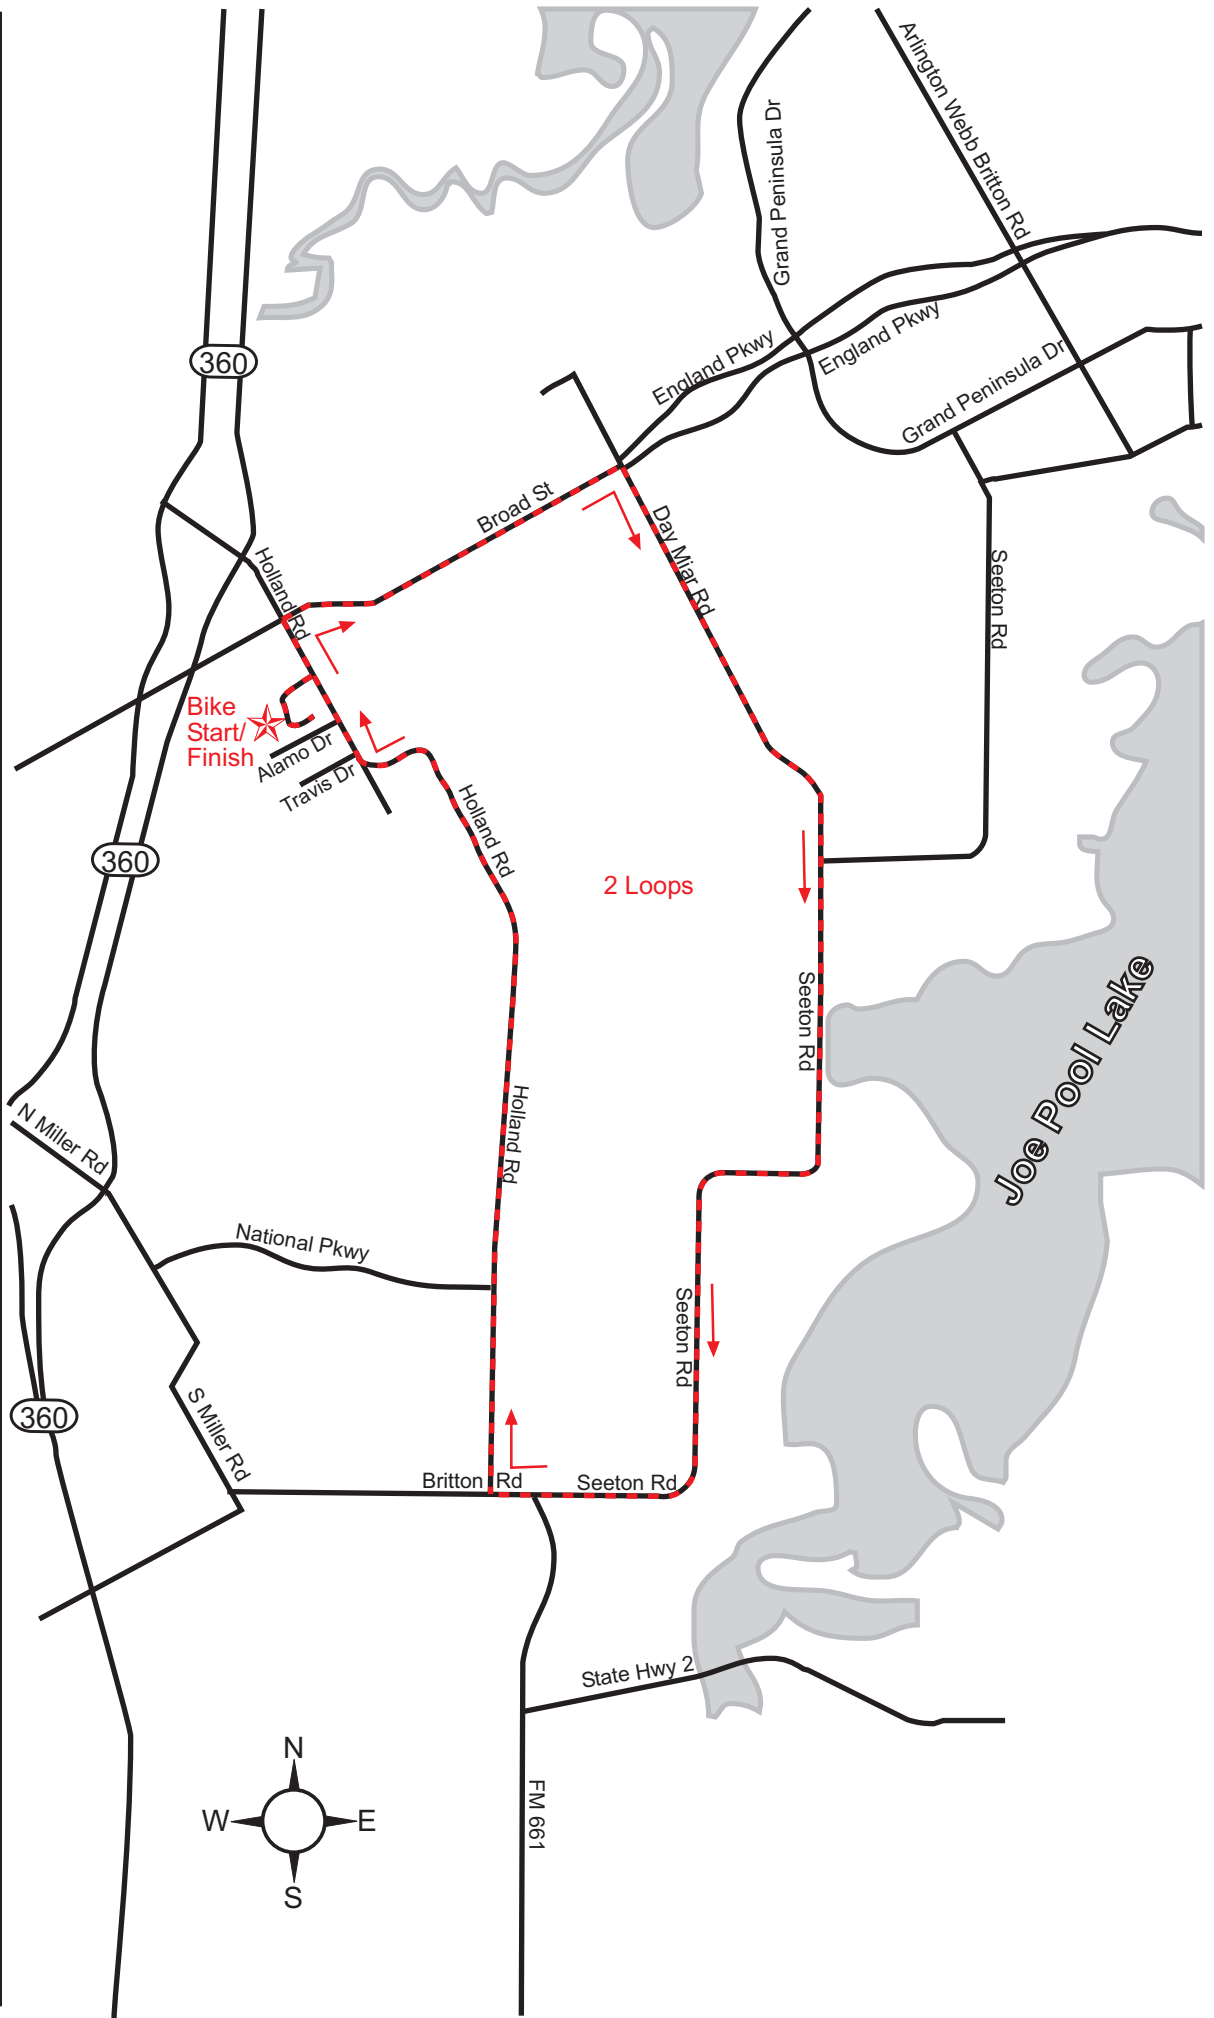 Arlington Webb Britton Rd
Grand Peninsula Dr
360
England Pkwy
England Pkwy
Grand Peninsula Dr
Broad St
Day Miar Rd
Holland Rd
Seeton Rd
Bike
Start/
Finish
Alamo Dr
Travis Dr
Holland Rd
360
2 Loops
Seeton Rd
Joe Pool Lake
N Miller Rd
Holland Rd
National Pkwy
Seeton Rd
360
S Miller Rd
Britton Rd
Seeton Rd
State Hwy 2
FM 661
N
W E
S